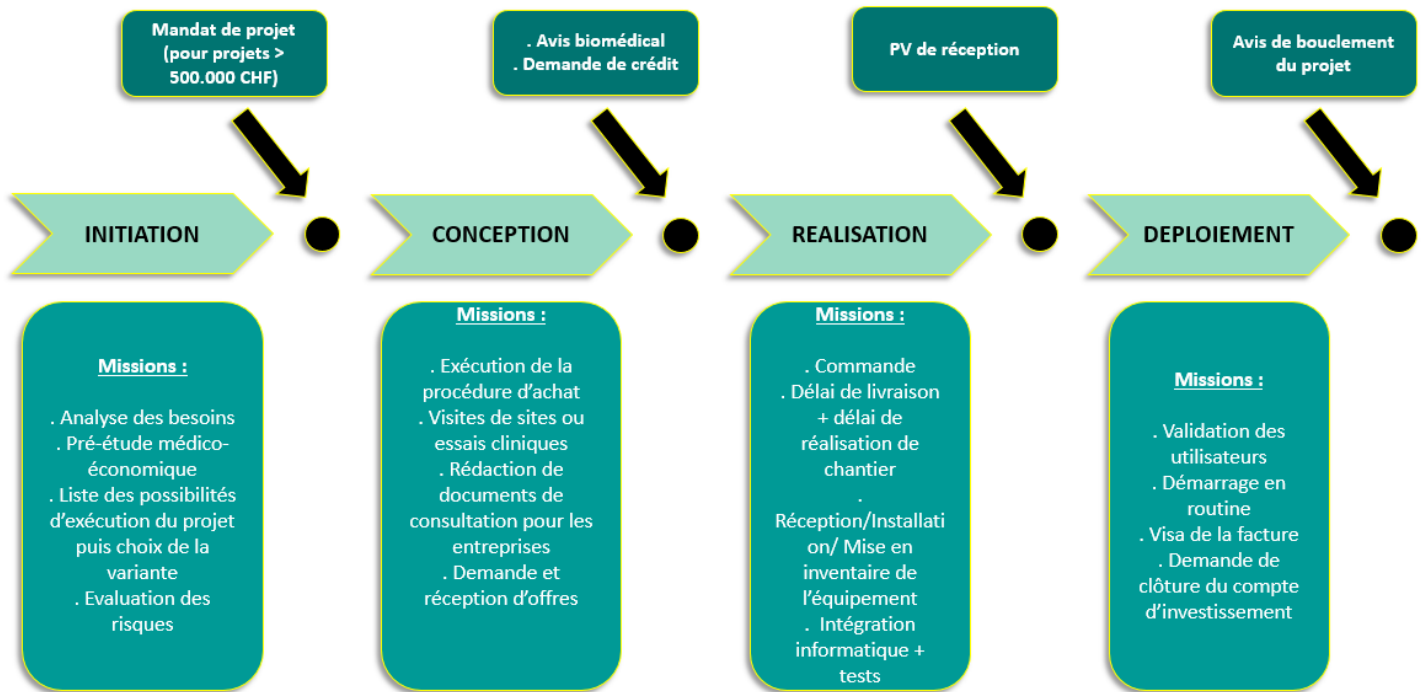 Mandat de projet
(pour projets >
500.000 CHF)
. Avis biomédical
. Demande de crédit
PV de réception
Avis de bouclement
du projet
INITIATION
CONCEPTION
REALISATION
DEPLOIEMENT
Missions :
. Analyse des besoins
. Pré-étude médico-
économique
. Liste des possibilités
d’exécution du projet
puis choix de la
variante
. Evaluation des
risques
Missions :
. Exécution de la
procédure d’achat
. Visites de sites ou
essais cliniques
. Rédaction de
documents de
consultation pour les
entreprises
. Demande et
réception d’offres
Missions :
. Commande
. Délai de livraison
+ délai de
réalisation de
chantier
.
Réception/Installati
on/ Mise en
inventaire de
l’équipement
. Intégration
informatique +
tests
Missions :
. Validation des
utilisateurs
. Démarrage en
routine
. Visa de la facture
. Demande de
clôture du compte
d’investissement